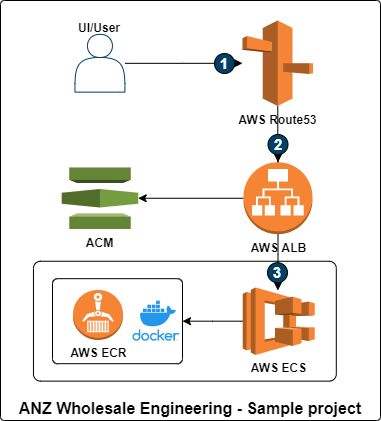 UI/User
1
AWS Route53
2
ACM
AWS ALB
3
AWS ECR
docker
AWS ECS
ANZ Wholesale Engineering - Sample project